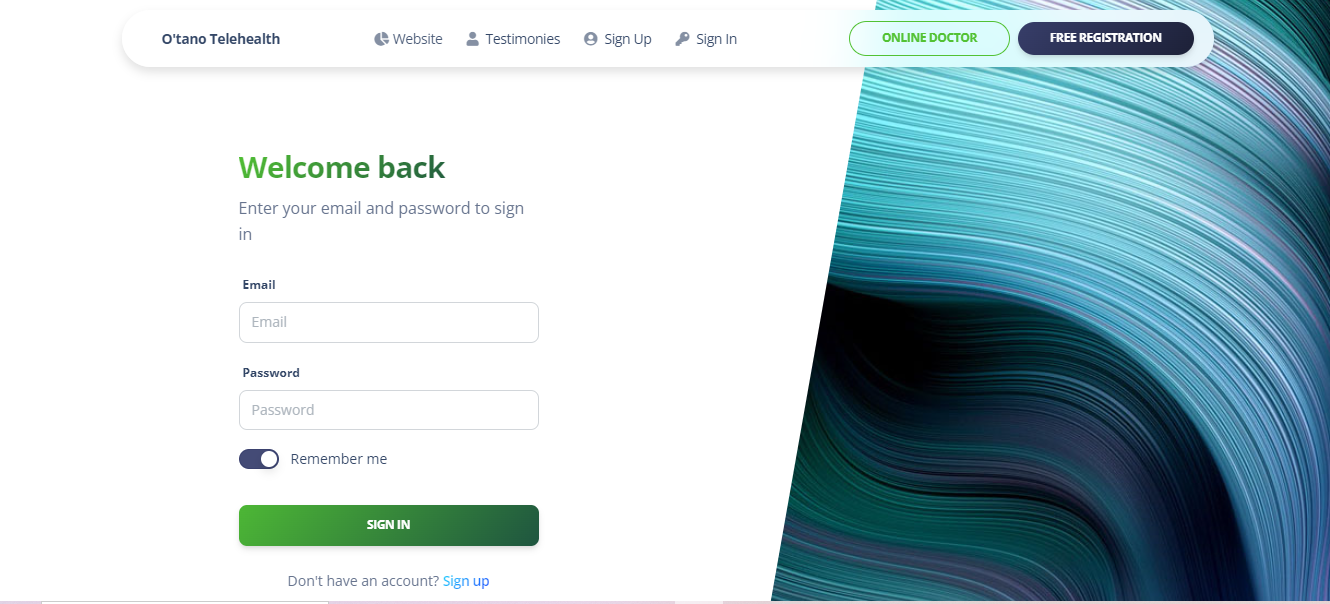 O'tano Telehealth
Website
Testimonies
Sign Up
Sign In
ONLINE DOCTOR
FREE REGISTRATION
Welcome back
Enter your email and password to sign
in
Email
Email
Password
Password
Remember me
SIGN IN
Don't have an account? Sign up